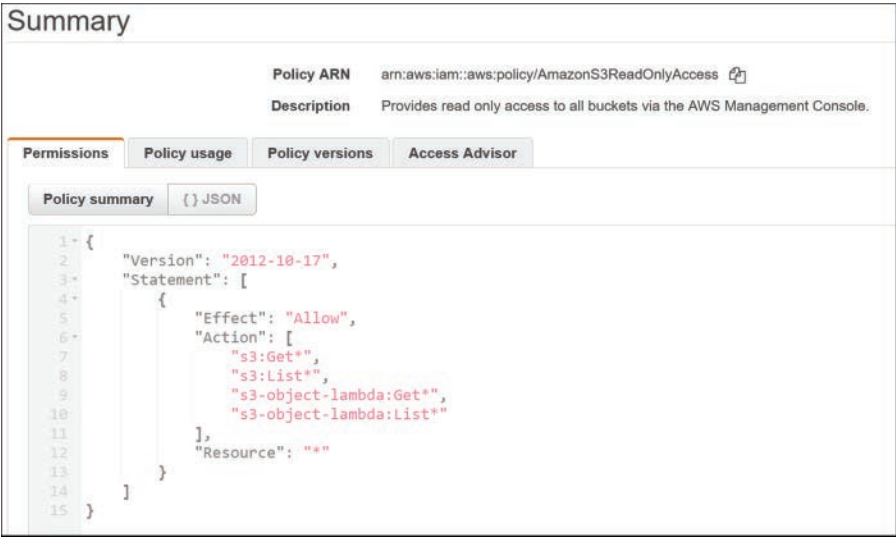 Summary
Policy ARN arn:aws:iam::aws:policy/AmazonS3ReadOnlyAccess
Description Provides read only access to all buckets via the AWS Management Console.
Permissions Policy usage Policy versions Access Advisor
Policy summary { } JSON
1 {
2 "Version": "2012-10-17",
3 "Statement": [
4 {
5 "Effect": "Allow",
6 "Action": [
7 "s3:Get*",
8 "s3:List*",
9 "s3-object-lambda:Get*",
10 "s3-object-lambda:List*"
11 ],
12 "Resource": "*"
13 }
14 ]
15 }